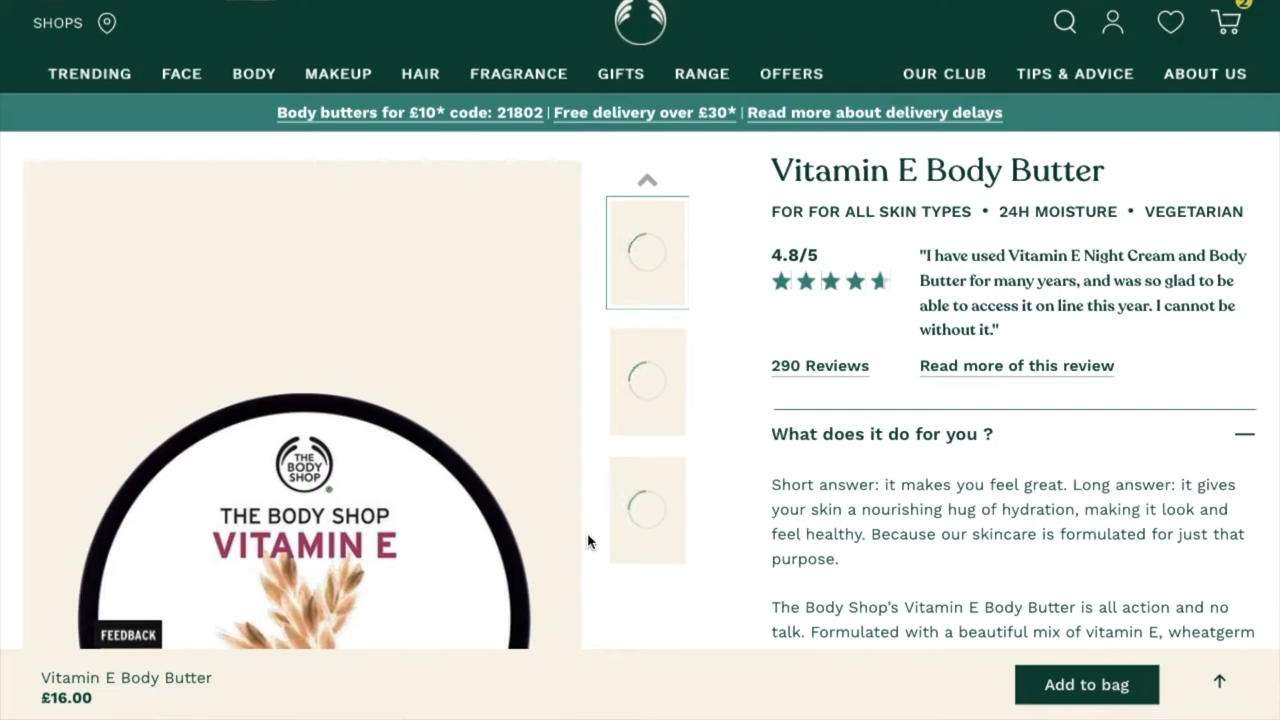 SHOPS
2
TRENDING FACE BODY MAKEUP HAIR FRAGRANCE GIFTS RANGE OFFERS OUR CLUB TIPS & ADVICE ABOUT US
Body butters for £10* code: 21802 | Free delivery over £30* | Read more about delivery delays
Vitamin E Body Butter
FOR FOR ALL SKIN TYPES • 24H MOISTURE • VEGETARIAN
4.8/5
"I have used Vitamin E Night Cream and Body
Butter for many years, and was so glad to be
able to access it on line this year. I cannot be
without it."
290 Reviews
Read more of this review
What does it do for you ?
Short answer: it makes you feel great. Long answer: it gives
your skin a nourishing hug of hydration, making it look and
feel healthy. Because our skincare is formulated for just that
purpose.
The Body Shop’s Vitamin E Body Butter is all action and no
talk. Formulated with a beautiful mix of vitamin E, wheatgerm
THE
BODY
SHOP
®
THE BODY SHOP
VITAMIN E
FEEDBACK
Vitamin E Body Butter
£16.00
Add to bag